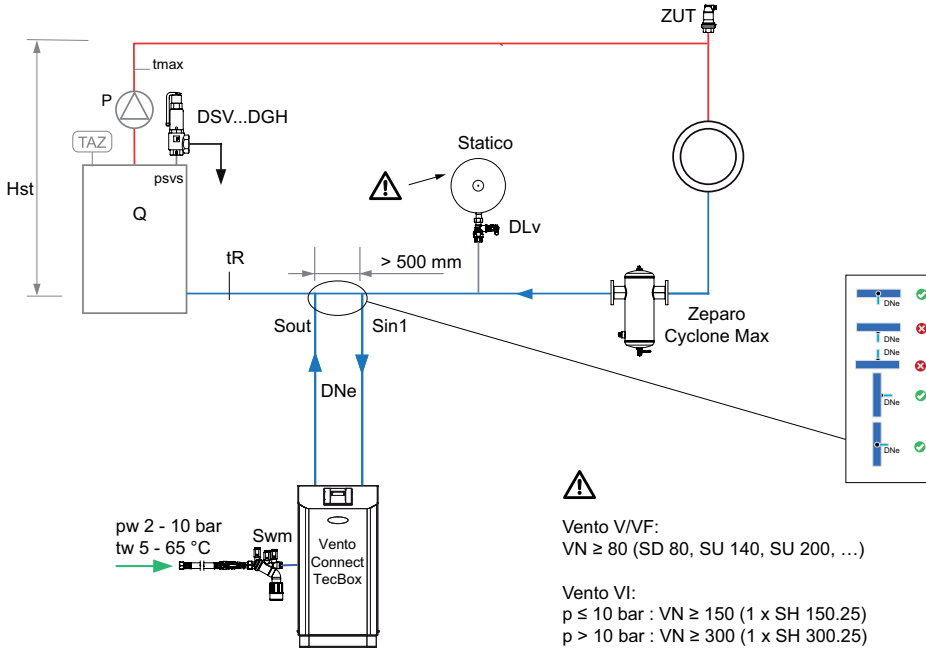 ZUT
tmax
P
DSV...DGH
TAZ
Statico
psvs
Hst
Q
DLv
tR
> 500 mm
Sout
Sin1
Zeparo
Cyclone Max
DNe
DNe
DNe
DNe
DNe
DNe
pw 2 - 10 bar
tw 5 - 65 °C
Swm
Vento
Connect
TecBox
Vento V/VF:
VN ≥ 80 (SD 80, SU 140, SU 200, …)
Vento VI:
p ≤ 10 bar : VN ≥ 150 (1 x SH 150.25)
p > 10 bar : VN ≥ 300 (1 x SH 300.25)